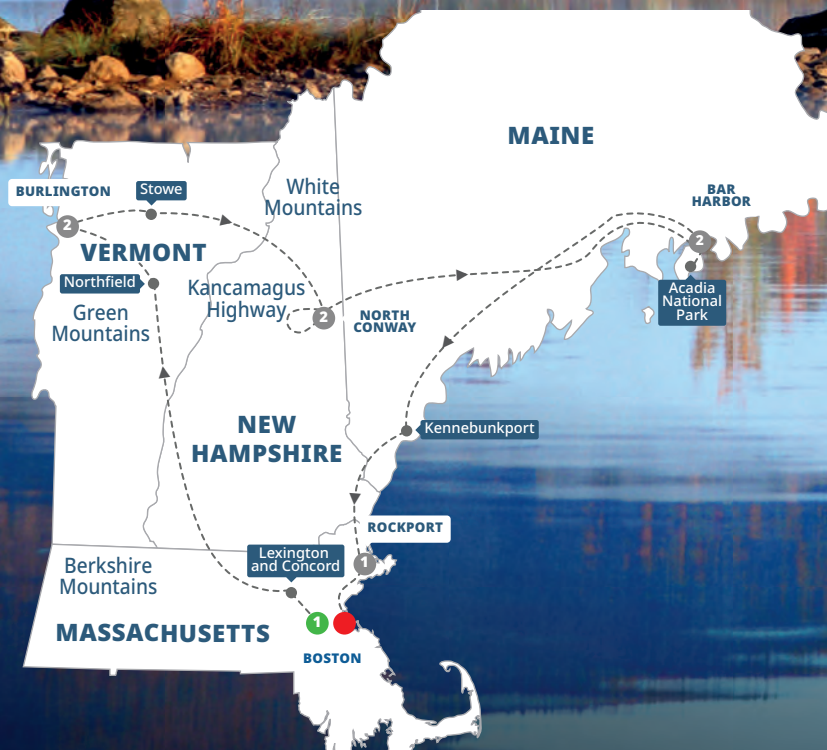 MAINE
BURLINGTON
Stowe
White
Mountains
BAR
HARBOR
2
2
VERMONT
Northfield
Kancamagus
Highway
2
NORTH
CONWAY
Acadia
National
Park
Green
Mountains
NEW
HAMPSHIRE
Kennebunkport
ROCKPORT
Lexington
and Concord
1
Berkshire
Mountains
MASSACHUSETTS
1
BOSTON